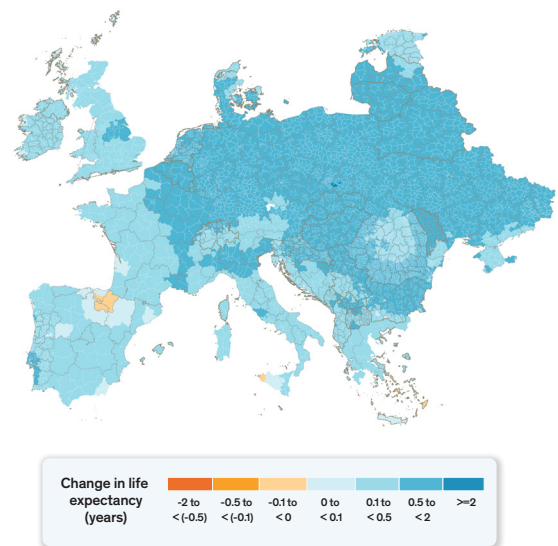 Change in life
expectancy
(years)
-2 to
< (-0.5)
-0.5 to
< (-0.1)
-0.1 to
< 0
0 to
< 0.1
0.1 to
< 0.5
0.5 to
< 2
>=2